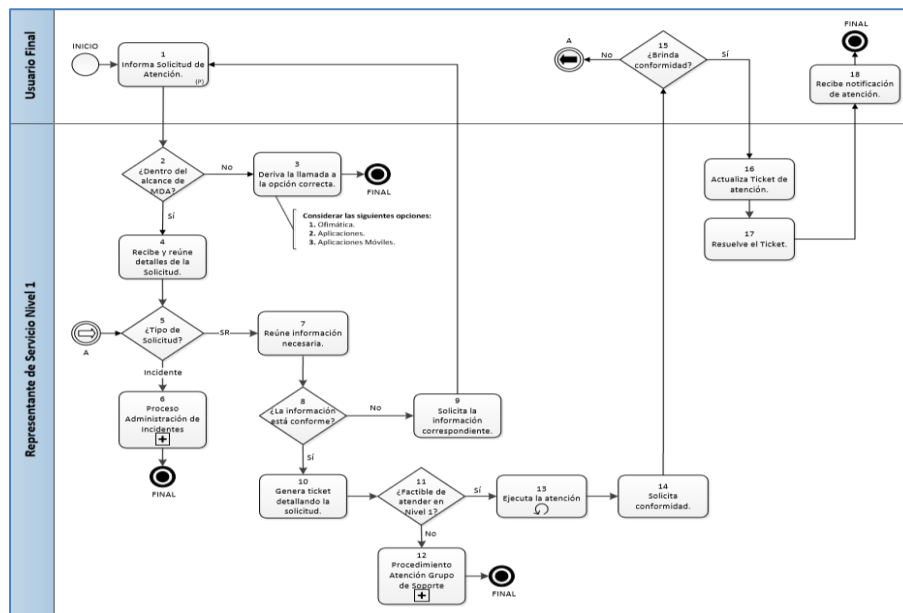 Usuario Final
INICIO
1
Informa Solicitud de
Atención.
(P)
A
No
15
¿Brinda
conformidad?
SÍ
FINAL
18
Recibe notificación
de atención.
Representante de Servicio Nivel 1
2
¿Dentro del
alcance de
MDA?
No
3
Deriva la llamada a
la opción correcta.
FINAL
Considerar las siguientes opciones:
1. Ofimática.
2. Aplicaciones.
3. Aplicaciones Móviles.
SÍ
4
Recibe y reúne
detalles de la
Solicitud.
16
Actualiza Ticket de
atención.
17
Resuelve el Ticket.
A
5
¿Tipo de
Solicitud?
SR
7
Reúne información
necesaria.
Incidente
6
Proceso
Administración de
Incidentes
FINAL
8
¿La información
está conforme?
No
9
Solicita la
información
correspondiente.
SÍ
10
Genera ticket
detallando la
solicitud.
11
¿Factible de
atender en
Nivel 1?
SÍ
13
Ejecuta la atención
14
Solicita
conformidad.
No
12
Procedimiento
Atención Grupo
de Soporte
FINAL